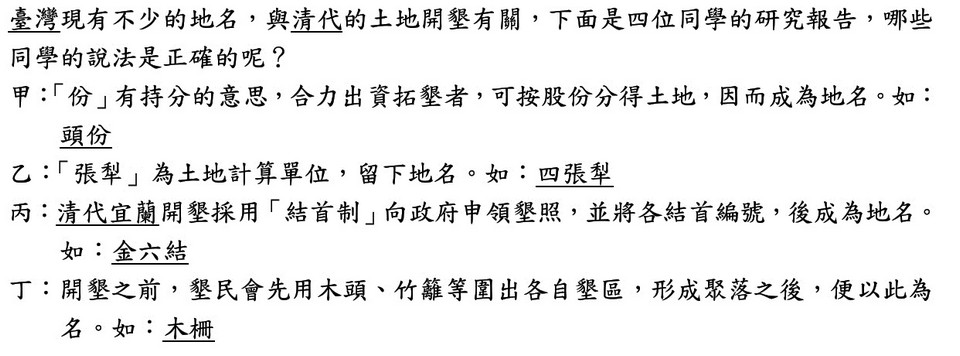 臺灣現有不少的地名，與清代的土地開墾有關，下面是四位同學的研究報告，哪些
同學的說法是正確的呢？
甲：「份」有持分的意思，合力出資拓墾者，可按股份分得土地，因而成為地名。如：
頭份
乙：「張犁」為土地計算單位，留下地名。如：四張犁
丙：清代宜蘭開墾採用「結首制」向政府申領墾照，並將各結首編號，後成為地名。
如：金六結
丁：開墾之前，墾民會先用木頭、竹籬等圍出各自墾區，形成聚落之後，便以此為
名。如：木柵